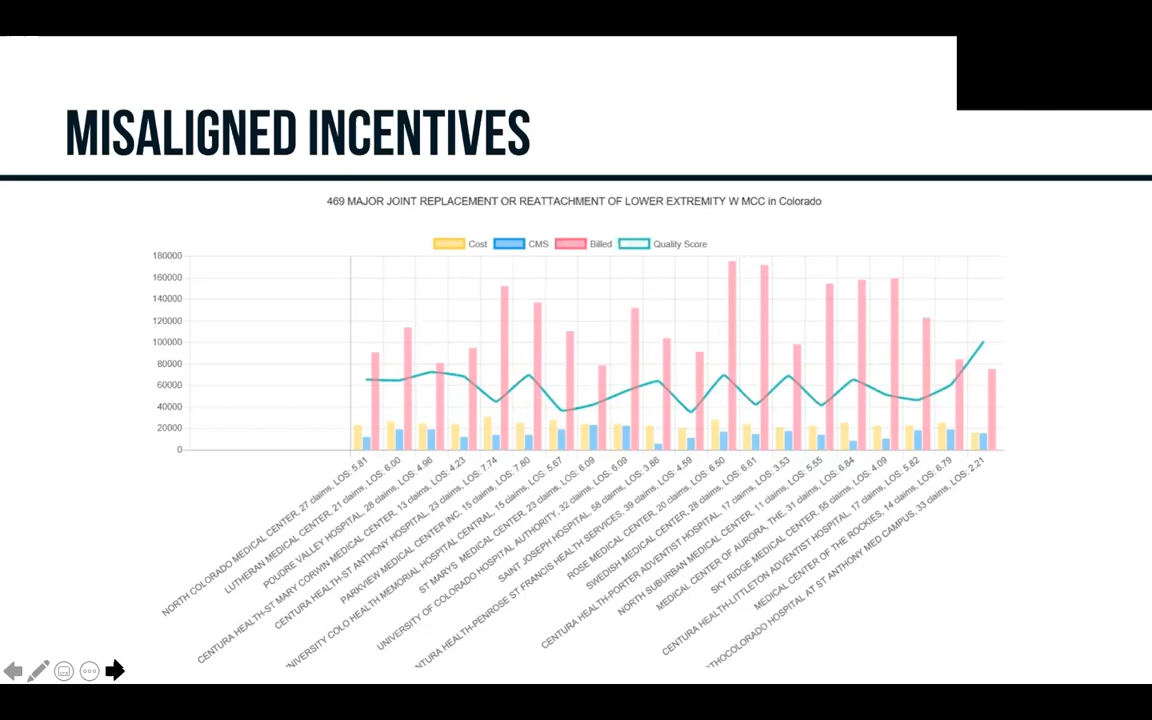 MISALIGNED INCENTIVES
469 MAJOR JOINT REPLACEMENT OR REATTACHMENT OF LOWER EXTREMITY W MCC in Colorado
Cost CMS Billed Quality Score
180000
160000
140000
120000
100000
80000
60000
40000
20000
0
NORTH COLORADO MEDICAL CENTER, 27 claims, LOS: 5.81
LUTHERAN MEDICAL CENTER, 21 claims, LOS: 6.00
POUDRE VALLEY HOSPITAL, 28 claims, LOS: 4.96
CENTURA HEALTH-ST MARY CORWIN MEDICAL CENTER, 13 claims, LOS: 4.23
CENTURA HEALTH-ST ANTHONY HOSPITAL, 23 claims, LOS: 7.74
PARKVIEW MEDICAL CENTER INC, 15 claims, LOS: 7.80
UNIVERSITY COLO HEALTH MEMORIAL HOSPITAL CENTRAL, 15 claims, LOS: 5.67
ST MARYS MEDICAL CENTER, 23 claims, LOS: 6.09
UNIVERSITY OF COLORADO HOSPITAL AUTHORITY, 32 claims, LOS: 6.09
SAINT JOSEPH HOSPITAL, 58 claims, LOS: 3.86
NTURA HEALTH-PENROSE ST FRANCIS HEALTH SERVICES, 39 claims, LOS: 4.59
ROSE MEDICAL CENTER, 20 claims, LOS: 6.50
SWEDISH MEDICAL CENTER, 28 claims, LOS: 6.61
CENTURA HEALTH-PORTER ADVENTIST HOSPITAL, 17 claims, LOS: 3.53
NORTH SUBURBAN MEDICAL CENTER, 11 claims, LOS: 5.55
MEDICAL CENTER OF AURORA, THE, 31 claims, LOS: 6.84
SKY RIDGE MEDICAL CENTER, 55 claims, LOS: 4.09
CENTURA HEALTH-LITTLETON ADVENTIST HOSPITAL, 17 claims, LOS: 5.82
MEDICAL CENTER OF THE ROCKIES, 14 claims, LOS: 6.79
THOCOLORADO HOSPITAL AT ST ANTHONY MED CAMPUS, 33 claims, LOS: 2.21